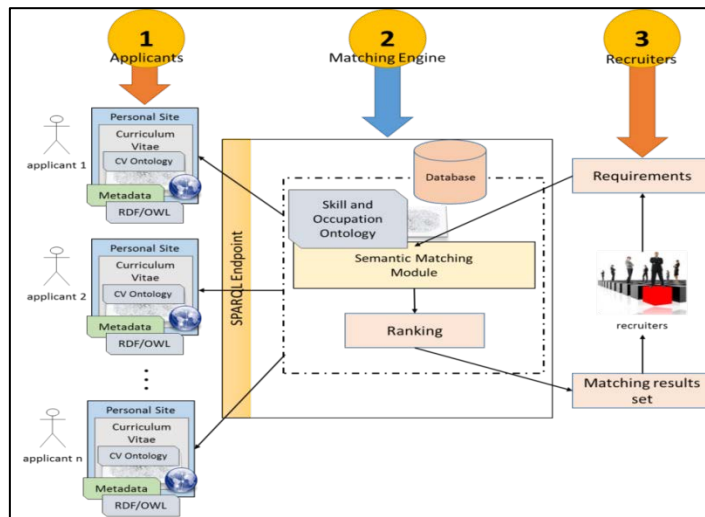 1
Applicants
2
Matching Engine
3
Recruiters
applicant 1
Personal Site
Curriculum
Vitae
CV Ontology
Metadata
RDF/OWL
applicant 2
Personal Site
Curriculum
Vitae
CV Ontology
Metadata
RDF/OWL
applicant n
Personal Site
Curriculum
Vitae
CV Ontology
Metadata
RDF/OWL
SPARQL Endpoint
Database
Skill and
Occupation
Ontology
Semantic Matching
Module
Ranking
Requirements
recruiters
Matching results
set